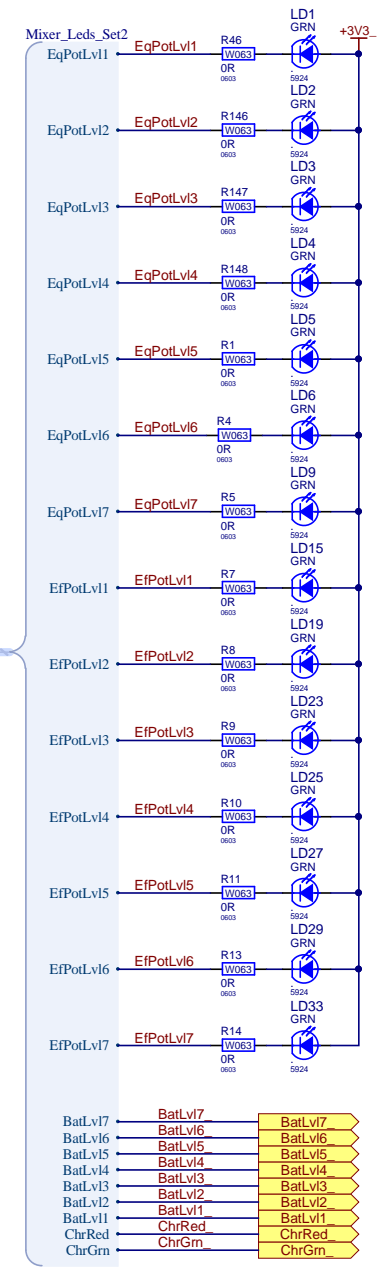 LD1
GRN
+3V3_
Mixer_Leds_Set2
EqPotLvl1 EqPotLvl1 R46
W063
0R
0603
.
5924
LD2
GRN
EqPotLvl2 EqPotLvl2 R146
W063
0R
0603
.
5924
LD3
GRN
EqPotLvl3 EqPotLvl3 R147
W063
0R
0603
.
5924
LD4
GRN
EqPotLvl4 EqPotLvl4 R148
W063
0R
0603
.
5924
LD5
GRN
EqPotLvl5 EqPotLvl5 R1
W063
0R
0603
.
5924
LD6
GRN
EqPotLvl6 EqPotLvl6 R4
W063
0R
0603
.
5924
LD9
GRN
EqPotLvl7 EqPotLvl7 R5
W063
0R
0603
.
5924
LD15
GRN
EfPotLvl1 EfPotLvl1 R7
W063
0R
0603
.
5924
LD19
GRN
EfPotLvl2 EfPotLvl2 R8
W063
0R
0603
.
5924
LD23
GRN
EfPotLvl3 EfPotLvl3 R9
W063
0R
0603
.
5924
LD25
GRN
EfPotLvl4 EfPotLvl4 R10
W063
0R
0603
.
5924
LD27
GRN
EfPotLvl5 EfPotLvl5 R11
W063
0R
0603
.
5924
LD29
GRN
EfPotLvl6 EfPotLvl6 R13
W063
0R
0603
.
5924
LD33
GRN
EfPotLvl7 EfPotLvl7 R14
W063
0R
0603
.
5924
BatLvl7 BatLvl7_ BatLvl7_
BatLvl6 BatLvl6_ BatLvl6_
BatLvl5 BatLvl5_ BatLvl5_
BatLvl4 BatLvl4_ BatLvl4_
BatLvl3 BatLvl3_ BatLvl3_
BatLvl2 BatLvl2_ BatLvl2_
BatLvl1 BatLvl1_ BatLvl1_
ChrRed ChrRed_ ChrRed_
ChrGrn ChrGrn_ ChrGrn_